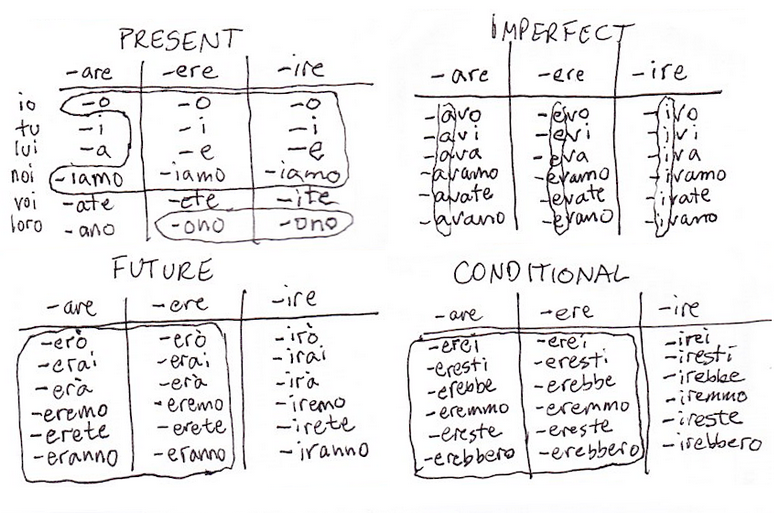 PRESENT
-are -ere -ire
io -o -o -o
tu -i -i -i
lui -a -e -e
noi -iamo -iamo -iamo
voi -ate -ete -ite
loro -ano -ono -ono
IMPERFECT
-are -ere -ire
-avo -evo -ivo
-avi -evi -ivi
-ava -eva -iva
-avamo -evamo -ivamo
-avate -evate -ivate
-avano -evano -ivano
FUTURE
-are -ere -ire
-erò -erò -irò
-erai -erai -irai
-erà -erà -irà
-eremo -eremo -iremo
-erete -erete -irete
-eranno -eranno -iranno
CONDITIONAL
-are -ere -ire
-erei -erei -irei
-eresti -eresti -iresti
-erebbe -erebbe -irebbe
-eremmo -eremmo -iremmo
-ereste -ereste -ireste
-erebbero -erebbero -irebbero